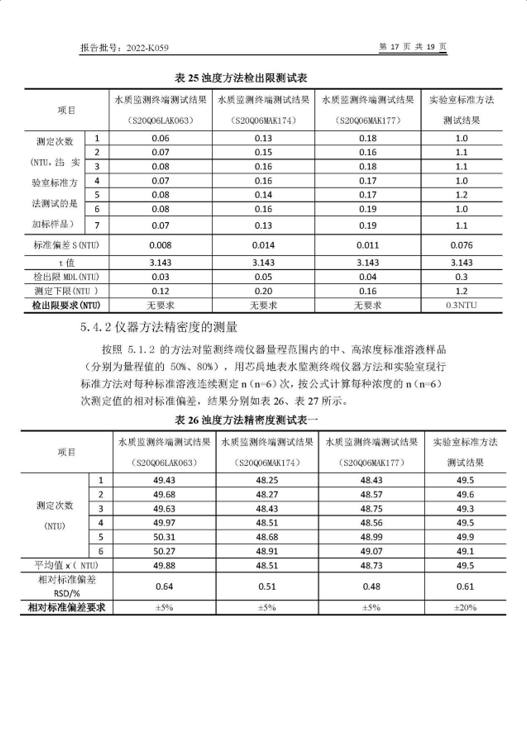 报告批号：2022-K059 第 17 页 共 19 页
表 25 浊度方法检出限测试表
项目 水质监测终端测试结果（S20Q06LAK063） 水质监测终端测试结果（S20Q06MAK174） 水质监测终端测试结果（S20Q06MAK177） 实验室标准方法测试结果
测定次数
(NTU，注：实
验室标准方
法测试的是
加标样品）
1 0.06 0.13 0.18 1.0
2 0.07 0.15 0.16 1.1
3 0.08 0.16 0.18 1.1
4 0.07 0.16 0.17 1.0
5 0.08 0.14 0.17 1.2
6 0.08 0.16 0.19 1.0
7 0.07 0.13 0.19 1.1
标准偏差 S(NTU) 0.008 0.014 0.011 0.076
t 值 3.143 3.143 3.143 3.143
检出限 MDL(NTU) 0.03 0.05 0.04 0.3
测定下限(NTU ) 0.12 0.20 0.16 1.2
检出限要求(NTU) 无要求 无要求 无要求 0.3NTU
5.4.2 仪器方法精密度的测量
按照 5.1.2 的方法对监测终端仪器量程范围内的中、高浓度标准溶液样品
（分别为量程值的 50%、80%），用芯禹地表水监测终端仪器方法和实验室现行
标准方法对每种标准溶液连续测定 n（n=6）次，按公式计算每种浓度的 n（n=6）
次测定值的相对标准偏差，结果分别如表 26、表 27 所示。
表 26 浊度方法精密度测试表一
项目 水质监测终端测试结果（S20Q06LAK063） 水质监测终端测试结果（S20Q06MAK174） 水质监测终端测试结果（S20Q06MAK177） 实验室标准方法测试结果
测定次数
(NTU)
1 49.43 48.25 48.43 49.5
2 49.68 48.27 48.57 49.6
3 49.63 48.43 48.75 49.3
4 49.97 48.51 48.56 49.5
5 50.31 48.68 48.99 49.9
6 50.27 48.91 49.07 49.1
平均值 x̄ ( NTU) 49.88 48.51 48.73 49.5
相对标准偏差
RSD/% 0.64 0.51 0.48 0.61
相对标准偏差要求 ±5% ±5% ±5% ±20%